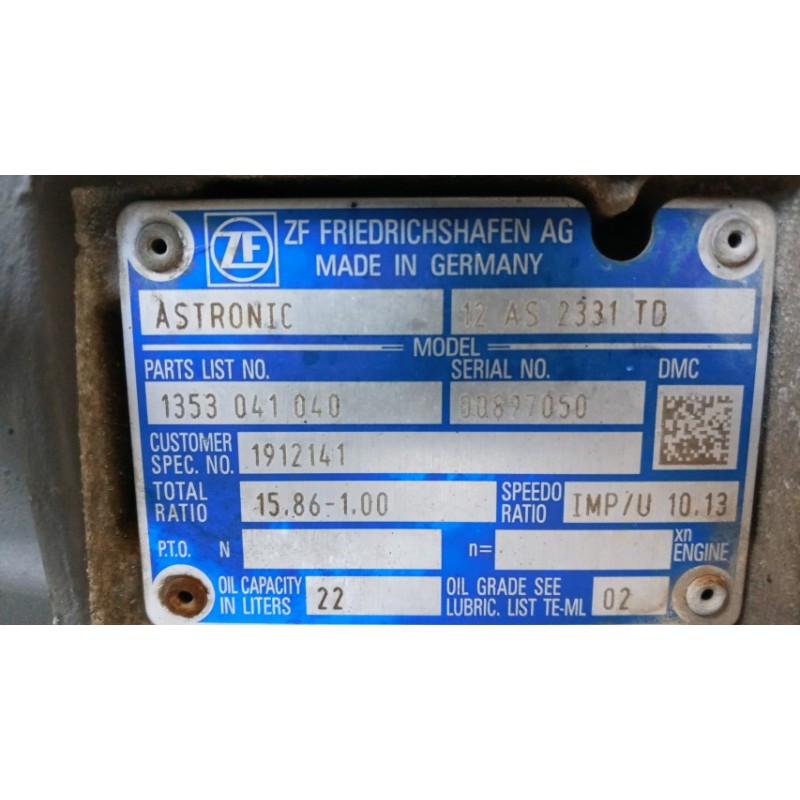 ZF ZF FRIEDRICHSHAFEN AG
MADE IN GERMANY
ASTRONIC 12 AS 2331 TD
MODEL
PARTS LIST NO. SERIAL NO. DMC
1353 041 040 00897050
CUSTOMER
SPEC. NO. 1912141
TOTAL
RATIO 15.86-1.00 SPEEDO
RATIO IMP/U 10.13
P.T.O. N n= xn
ENGINE
OIL CAPACITY
IN LITERS 22 OIL GRADE SEE
LUBRIC. LIST TE-ML 02